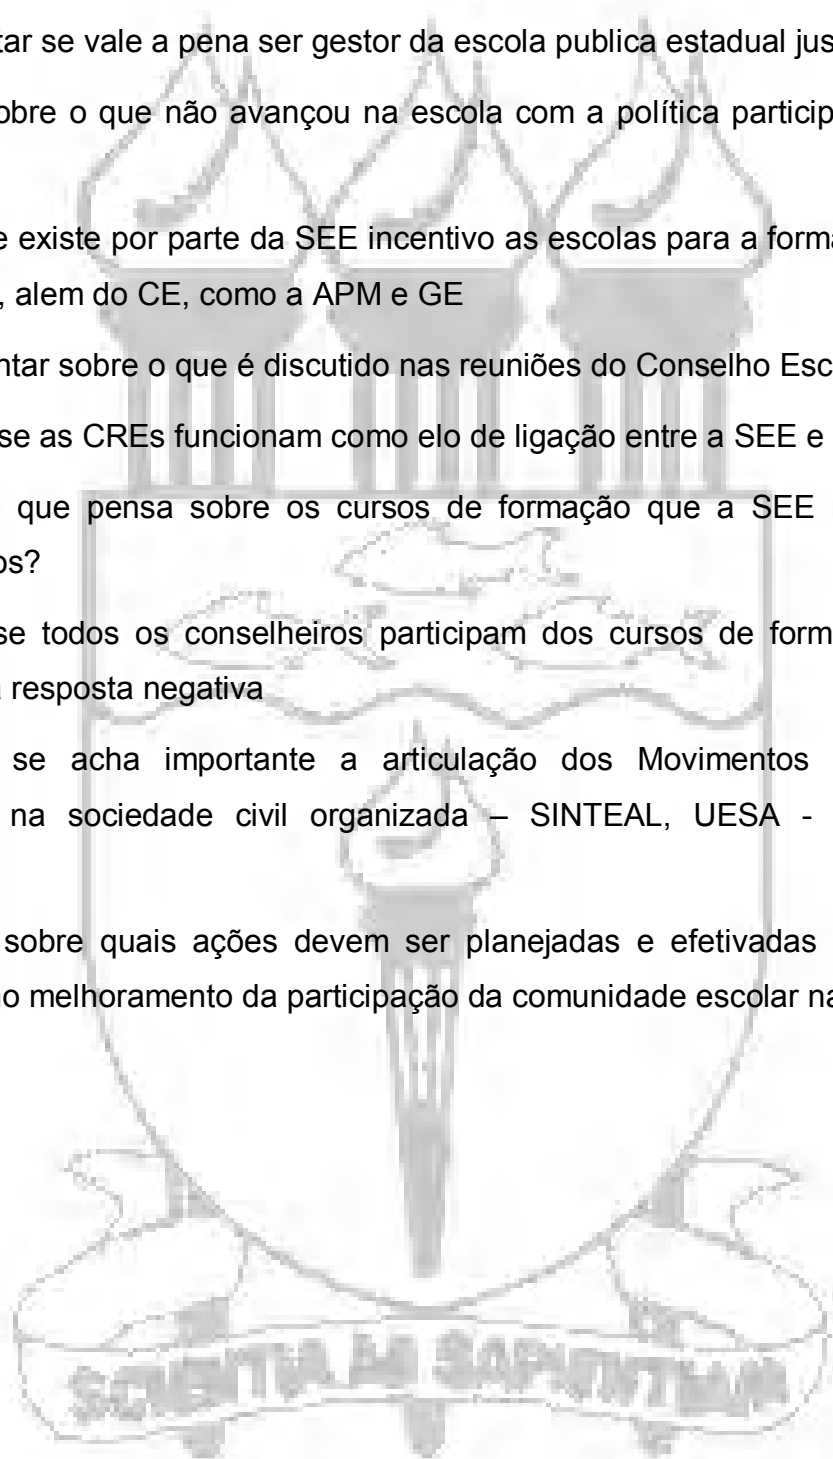 tar se vale a pena ser gestor da escola publica estadual jus
obre o que não avançou na escola com a política particip
e existe por parte da SEE incentivo as escolas para a forma
, alem do CE, como a APM e GE
ntar sobre o que é discutido nas reuniões do Conselho Esc
se as CREs funcionam como elo de ligação entre a SEE e
que pensa sobre os cursos de formação que a SEE
os?
se todos os conselheiros participam dos cursos de form
a resposta negativa
se acha importante a articulação dos Movimentos
na sociedade civil organizada – SINTEAL, UESA -
sobre quais ações devem ser planejadas e efetivadas
no melhoramento da participação da comunidade escolar na
SCIENTIA AD SAPIENTIAM